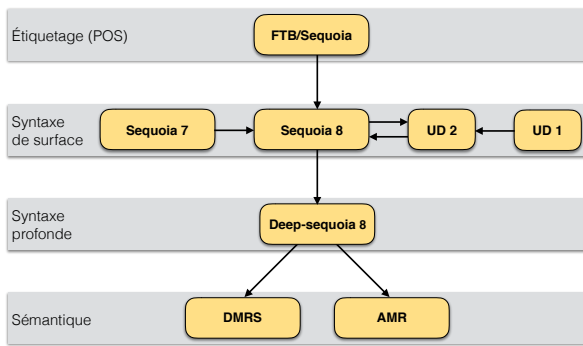 Étiquetage (POS)
FTB/Sequoia
Syntaxe
de surface
Sequoia 7
Sequoia 8
UD 2
UD 1
Syntaxe
profonde
Deep-sequoia 8
Sémantique
DMRS
AMR